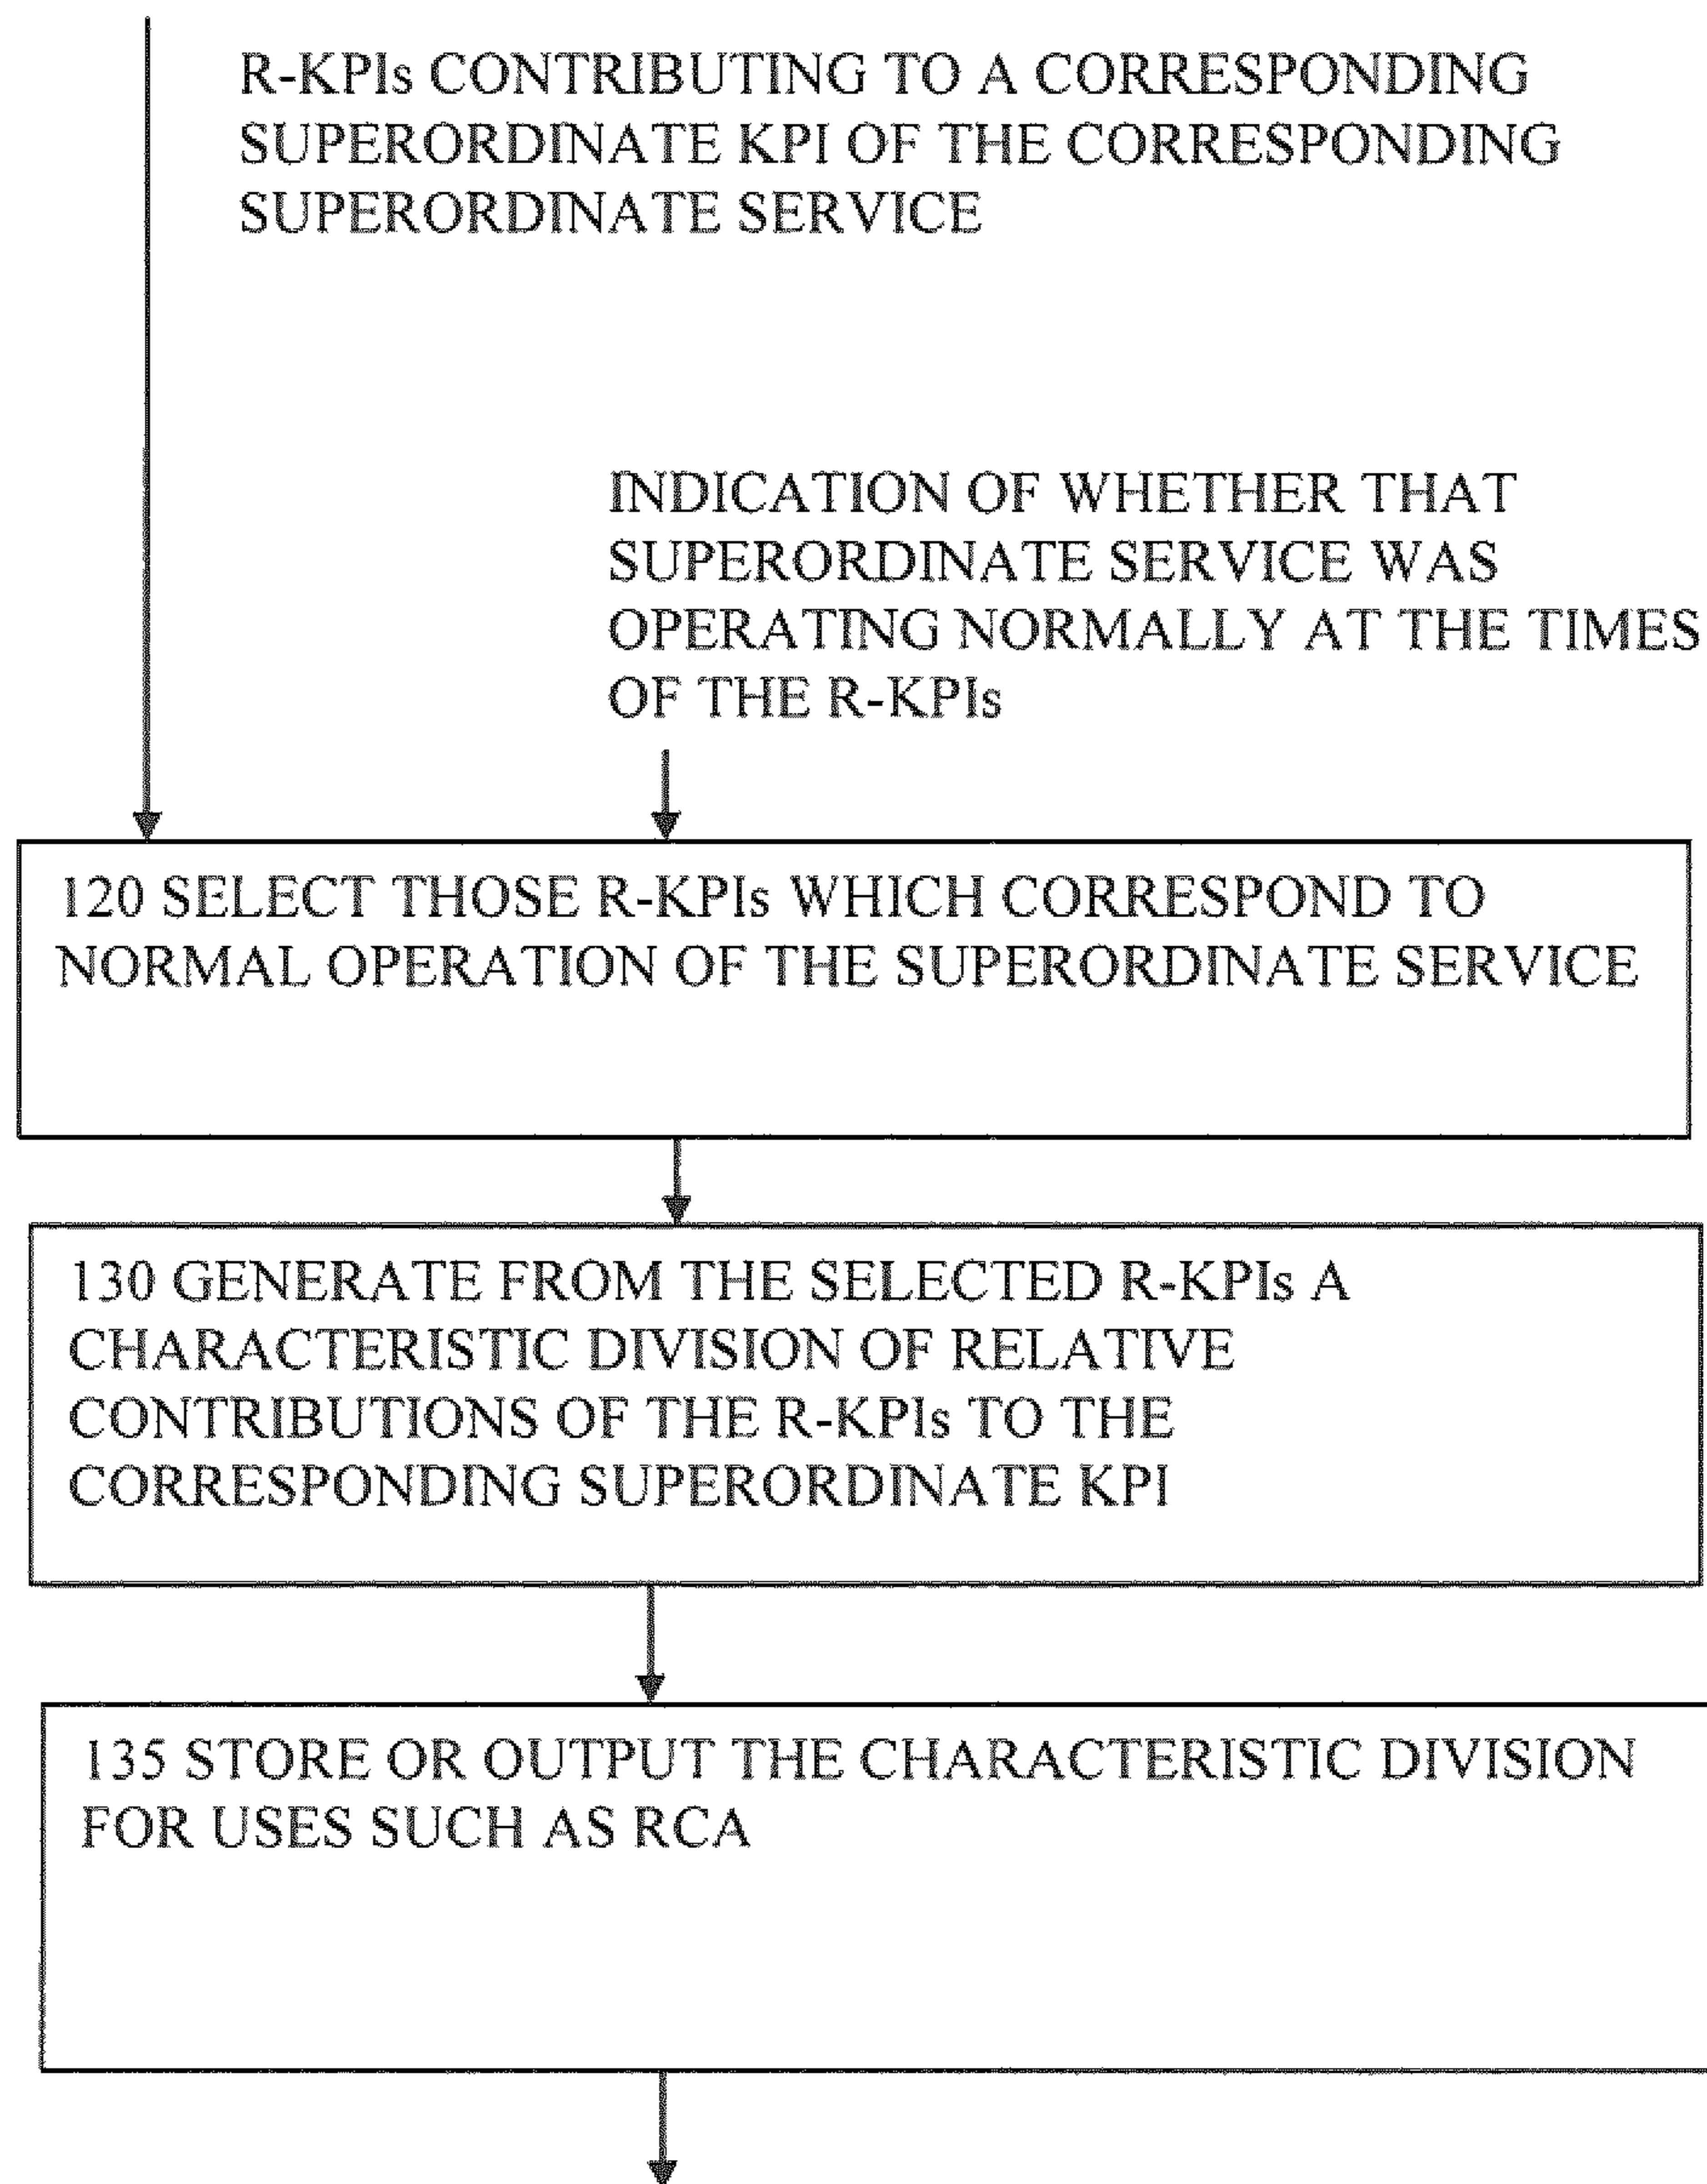 R-KPIs CONTRIBUTING TO A CORRESPONDING
SUPERORDINATE KPI OF THE CORRESPONDING
SUPERORDINATE SERVICE
INDICATION OF WHETHER THAT
SUPERORDINATE SERVICE WAS
OPERATING NORMALLY AT THE TIMES
OF THE R-KPIs
120 SELECT THOSE R-KPIs WHICH CORRESPOND TO
NORMAL OPERATION OF THE SUPERORDINATE SERVICE
130 GENERATE FROM THE SELECTED R-KPIs A
CHARACTERISTIC DIVISION OF RELATIVE
CONTRIBUTIONS OF THE R-KPIs TO THE
CORRESPONDING SUPERORDINATE KPI
135 STORE OR OUTPUT THE CHARACTERISTIC DIVISION
FOR USES SUCH AS RCA